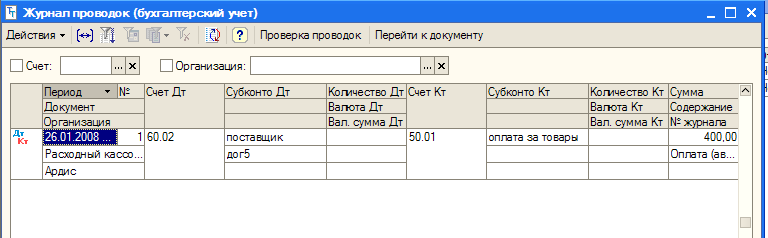 Журнал проводок (бухгалтерский учет)
Действия Проверка проводок Перейти к документу
Счет: ... Организация: ...
Период № Счет Дт Субконто Дт Количество Дт Счет Кт Субконто Кт Количество Кт Сумма
Документ Валюта Дт Валюта Кт Содержание
Организация Вал. сумма Дт Вал. сумма Кт № журнала
Дт Кт 26.01.2008 ... 1 60.02 поставщик 50.01 оплата за товары 400,00
Расходный кассо... дог5 Оплата (ав...
Ардис